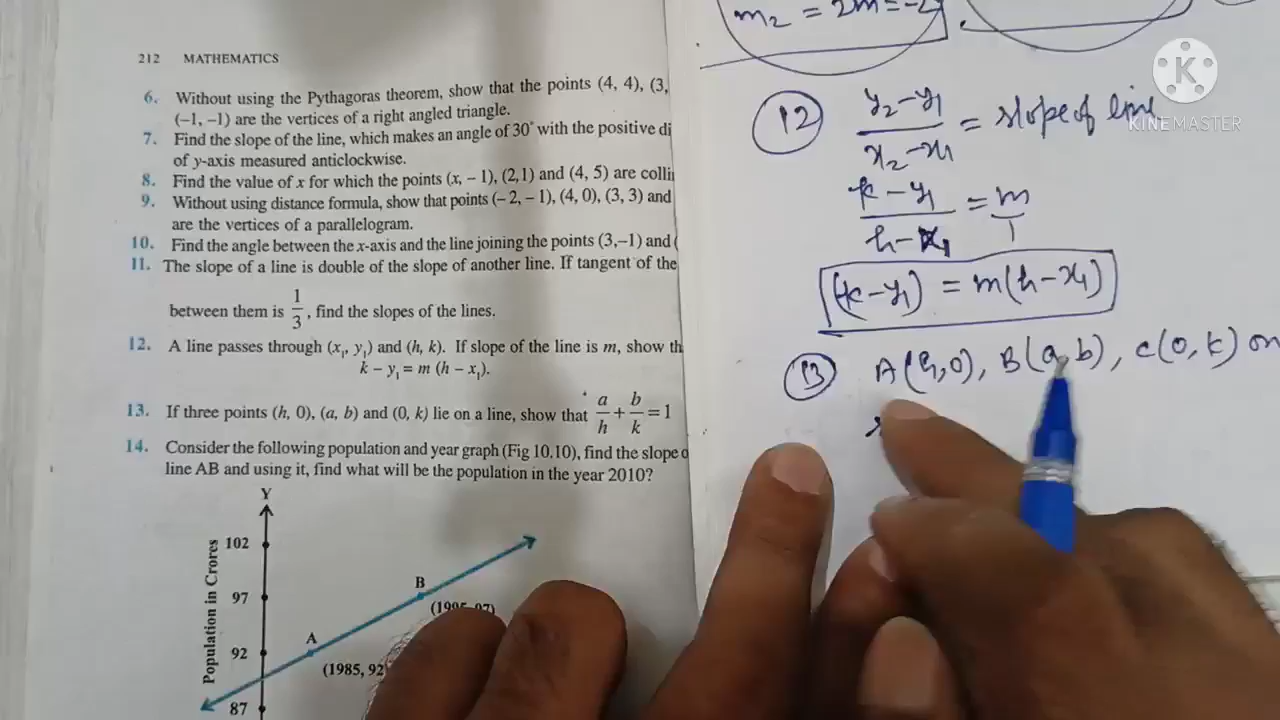 212 MATHEMATICS
6. Without using the Pythagoras theorem, show that the points (4, 4), (3,
(−1, −1) are the vertices of a right angled triangle.
7. Find the slope of the line, which makes an angle of 30° with the positive di
of y-axis measured anticlockwise.
8. Find the value of x for which the points (x, − 1), (2,1) and (4, 5) are colli
9. Without using distance formula, show that points (− 2, − 1), (4, 0), (3, 3) and
are the vertices of a parallelogram.
10. Find the angle between the x-axis and the line joining the points (3,−1) and (
11. The slope of a line is double of the slope of another line. If tangent of the
between them is 1/3, find the slopes of the lines.
12. A line passes through (x₁, y₁) and (h, k). If slope of the line is m, show th
k − y₁ = m (h − x₁).
13. If three points (h, 0), (a, b) and (0, k) lie on a line, show that a/h + b/k = 1
14. Consider the following population and year graph (Fig 10.10), find the slope o
line AB and using it, find what will be the population in the year 2010?
Y
Population in Crores
102
97
92
87
A
(1985, 92
B
(1995, 97)
m₂ = 2m = −2
KINEMASTER
12 (y₂ − y₁)/(x₂ − x₁) = slope of line
(k − y₁)/(h − x₁) = m/1
(k − y₁) = m(h − x₁)
13 A(h,0), B(a,b), C(0,k) on